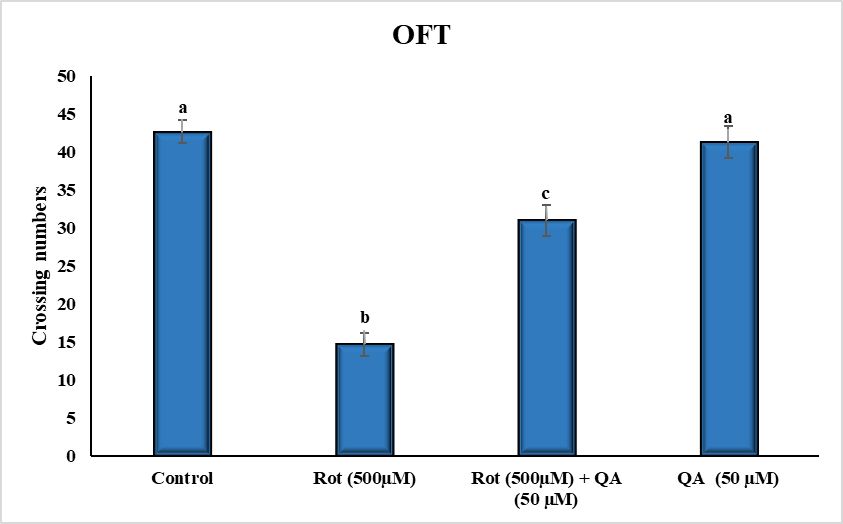 OFT
Crossing numbers
50
45
40
35
30
25
20
15
10
5
0
a
b
c
a
Control
Rot (500µM)
Rot (500µM) + QA
(50 µM)
QA (50 µM)